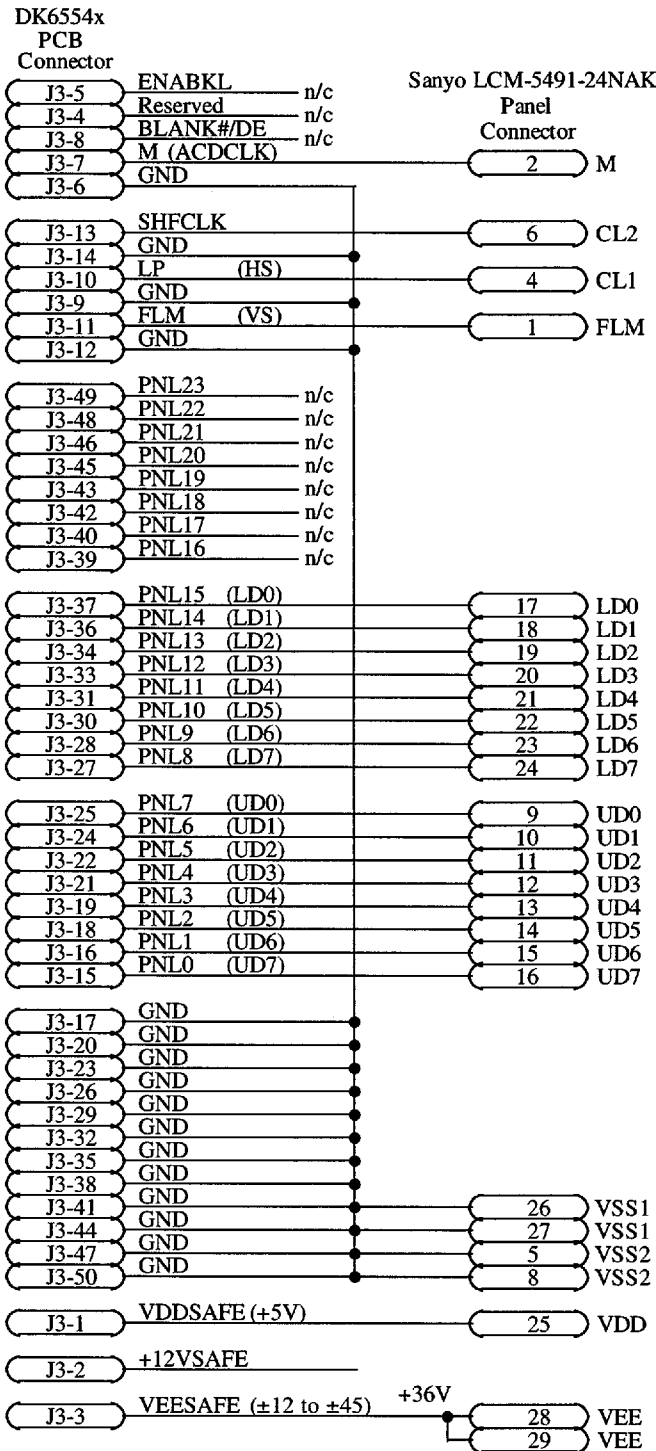 DK6554x
PCB
Connector
Sanyo LCM-5491-24NAK
Panel
Connector
J3-5 ENABKL n/c
J3-4 Reserved n/c
J3-8 BLANK#/DE n/c
J3-7 M (ACDCLK) 2 M
J3-6 GND
J3-13 SHFCLK 6 CL2
J3-14 GND
J3-10 LP (HS) 4 CL1
J3-9 GND
J3-11 FLM (VS) 1 FLM
J3-12 GND
J3-49 PNL23 n/c
J3-48 PNL22 n/c
J3-46 PNL21 n/c
J3-45 PNL20 n/c
J3-43 PNL19 n/c
J3-42 PNL18 n/c
J3-40 PNL17 n/c
J3-39 PNL16 n/c
J3-37 PNL15 (LD0) 17 LD0
J3-36 PNL14 (LD1) 18 LD1
J3-34 PNL13 (LD2) 19 LD2
J3-33 PNL12 (LD3) 20 LD3
J3-31 PNL11 (LD4) 21 LD4
J3-30 PNL10 (LD5) 22 LD5
J3-28 PNL9 (LD6) 23 LD6
J3-27 PNL8 (LD7) 24 LD7
J3-25 PNL7 (UD0) 9 UD0
J3-24 PNL6 (UD1) 10 UD1
J3-22 PNL5 (UD2) 11 UD2
J3-21 PNL4 (UD3) 12 UD3
J3-19 PNL3 (UD4) 13 UD4
J3-18 PNL2 (UD5) 14 UD5
J3-16 PNL1 (UD6) 15 UD6
J3-15 PNL0 (UD7) 16 UD7
J3-17 GND
J3-20 GND
J3-23 GND
J3-26 GND
J3-29 GND
J3-32 GND
J3-35 GND
J3-38 GND
J3-41 GND 26 VSS1
J3-44 GND 27 VSS1
J3-47 GND 5 VSS2
J3-50 GND 8 VSS2
J3-1 VDDSAFE (+5V) 25 VDD
J3-2 +12VSAFE
J3-3 VEESAFE (±12 to ±45) +36V 28 VEE
29 VEE